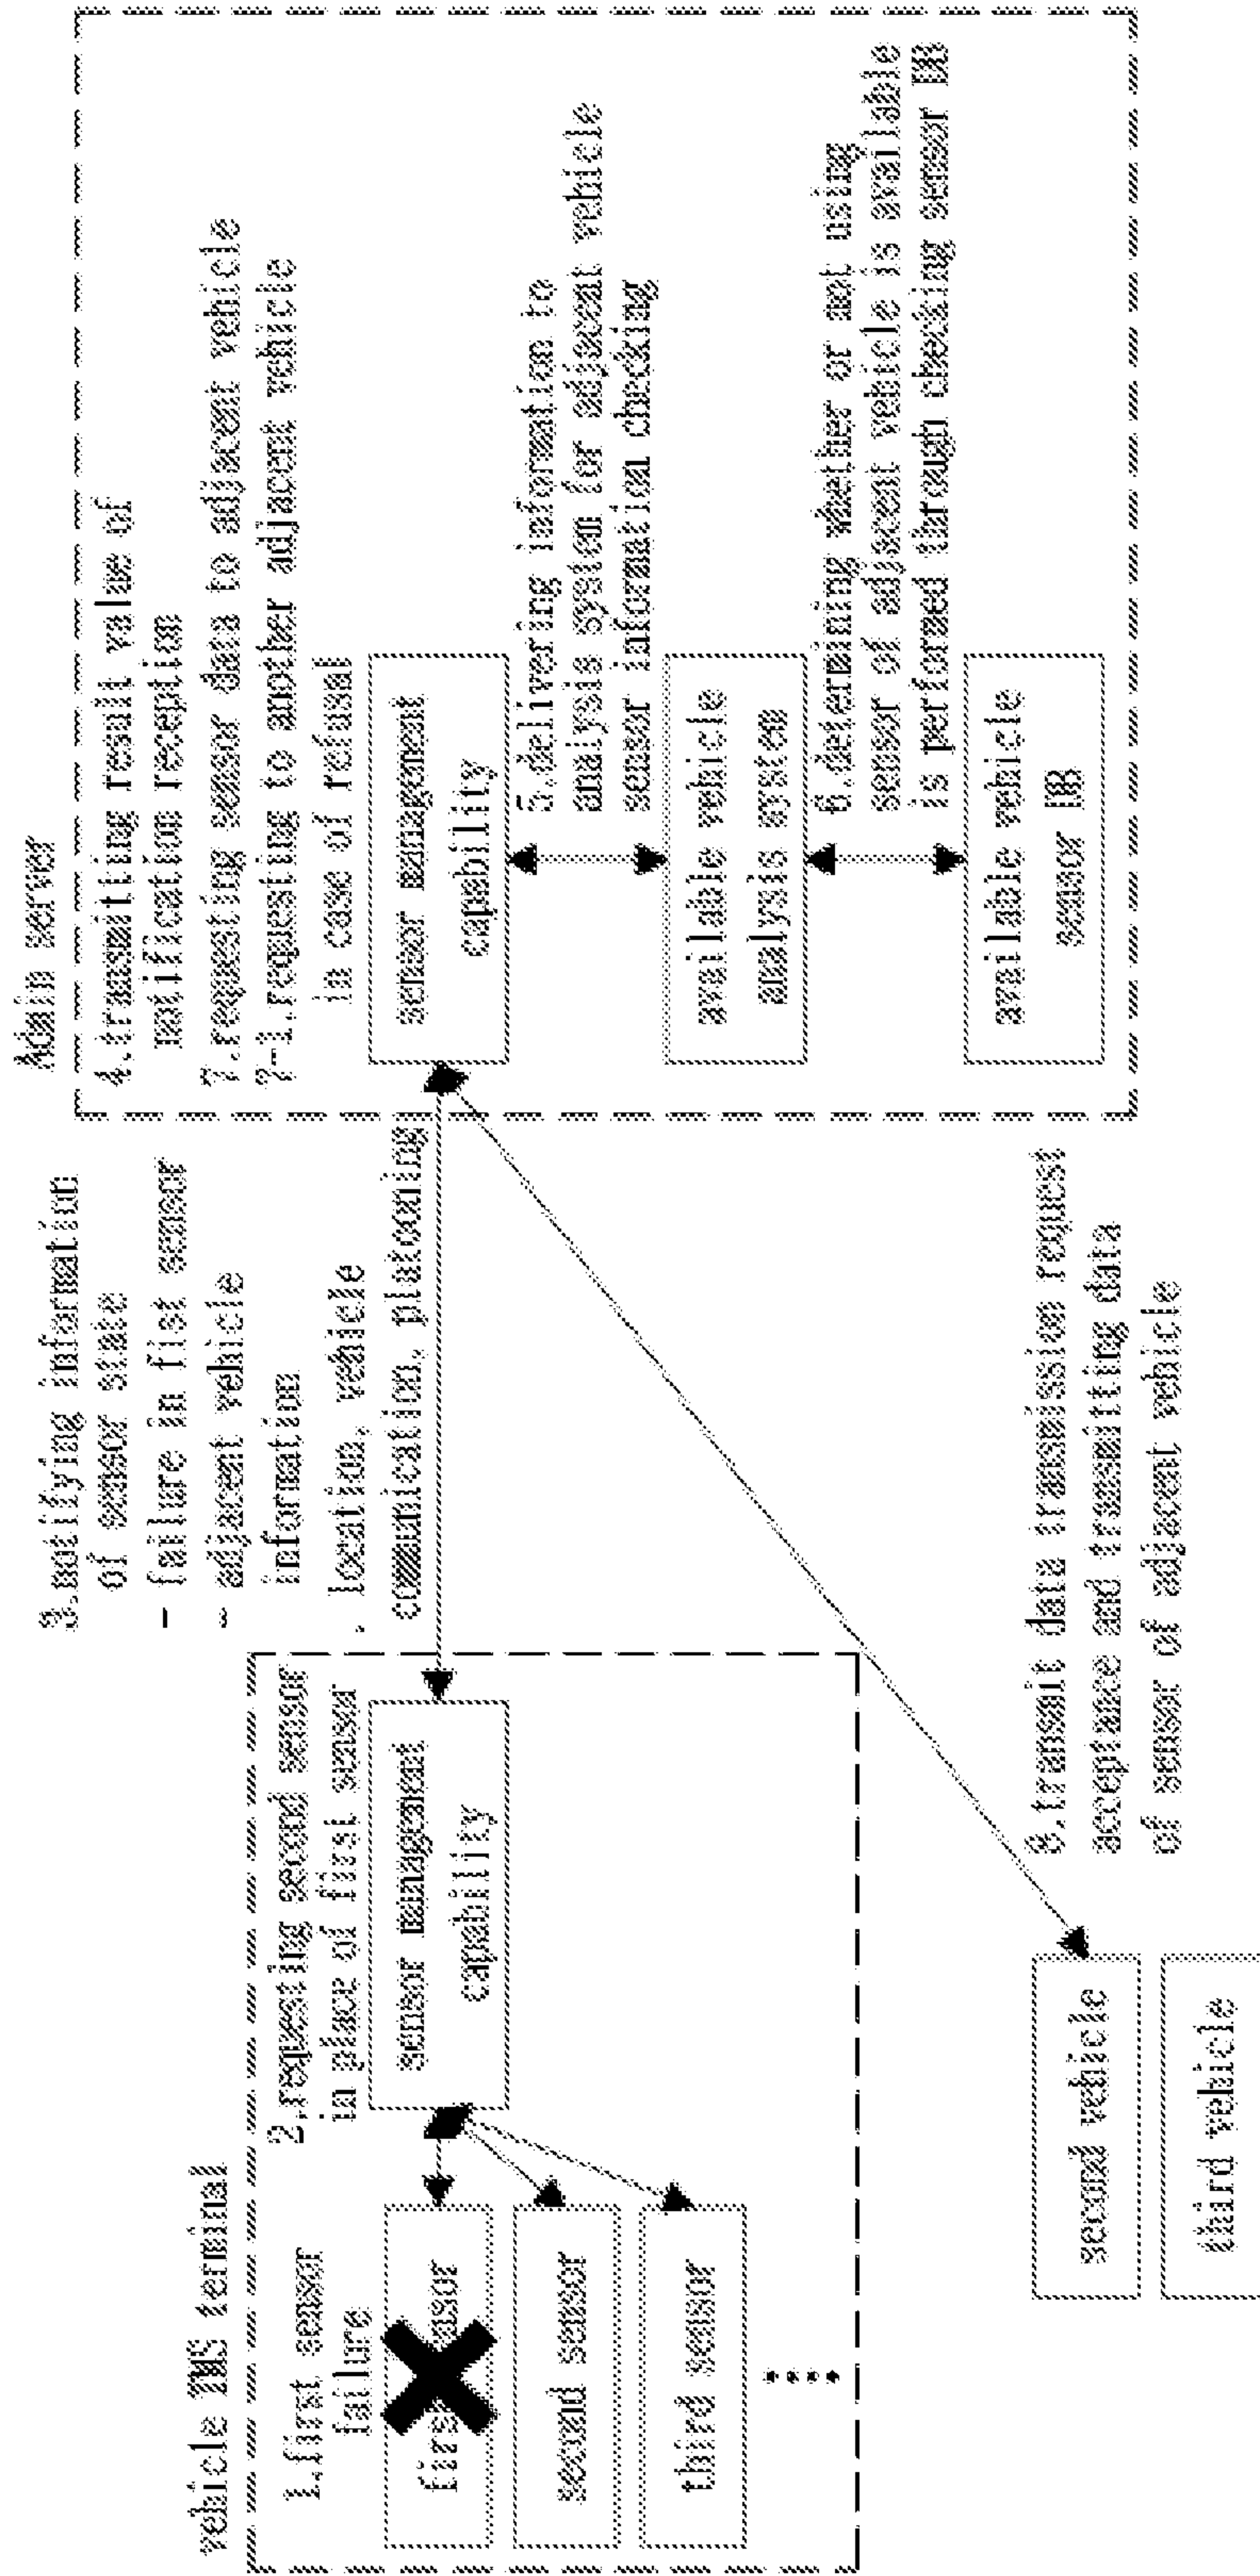 vehicle TMS terminal
1.first sensor
failure
2.requesting second sensor
in place of first sensor
sensor management
capability
second sensor
third sensor
3.notifying information
of sensor state
- failure in fist sensor
- adjacent vehicle
information
. location, vehicle
communication, platooning
Admin server
4.transmitting result value of
notification reception
7.requesting sensor data to adjacent vehicle
7-1.requesting to another adjacent vehicle
in case of refusal
sensor management
capability
5.delivering information to
analysis system for adjacent vehicle
sensor information checking
available vehicle
analysis system
6.determining whether or not using
sensor of adjacent vehicle is available
is performed through checking sensor DB
available vehicle
sensor DB
8.transmit data transmission request
acceptance and transmitting data
of sensor of adjacent vehicle
second vehicle
third vehicle